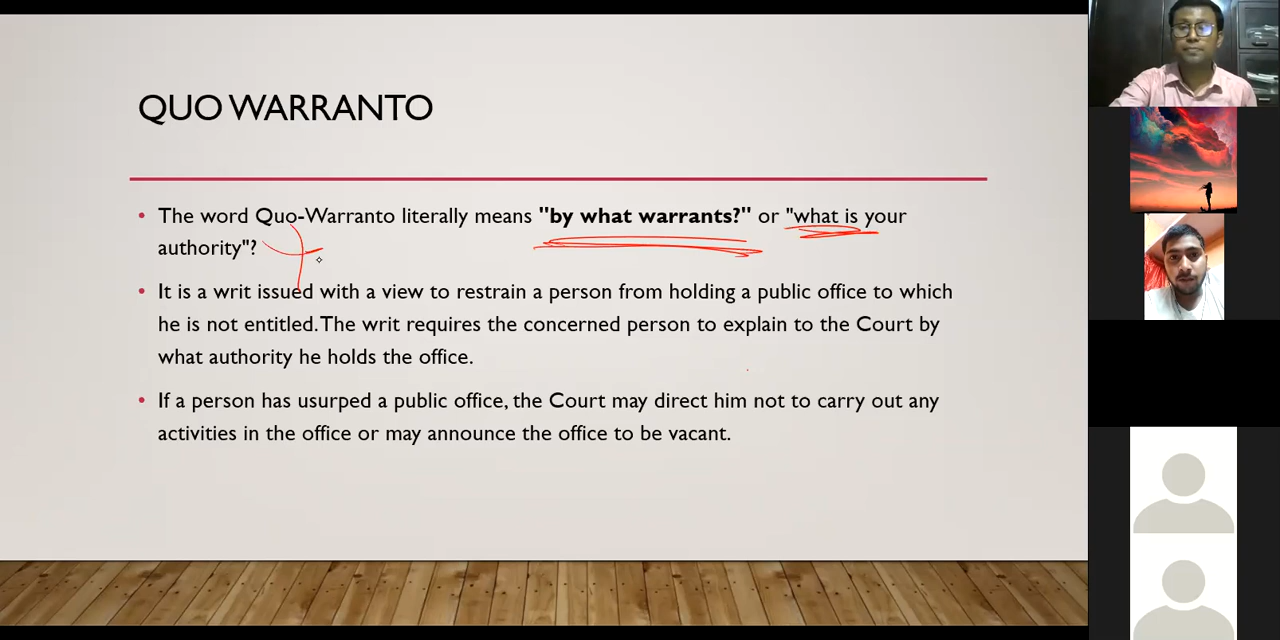 QUO WARRANTO
• The word Quo-Warranto literally means "by what warrants?" or "what is your
authority"?
• It is a writ issued with a view to restrain a person from holding a public office to which
he is not entitled. The writ requires the concerned person to explain to the Court by
what authority he holds the office.
• If a person has usurped a public office, the Court may direct him not to carry out any
activities in the office or may announce the office to be vacant.